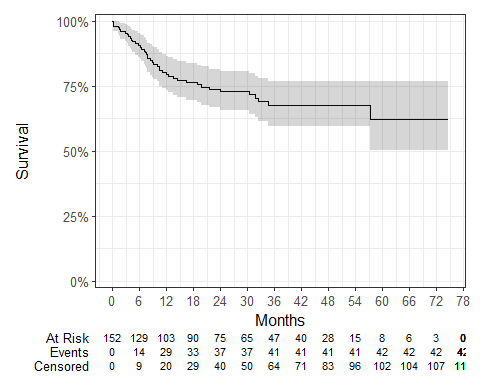 100%
75%
50%
25%
0%
Survival
0 6 12 18 24 30 36 42 48 54 60 66 72 78
Months
At Risk 152 129 103 90 75 65 47 40 28 15 8 6 3 0
Events 0 14 29 33 37 37 41 41 41 41 42 42 42 42
Censored 0 9 20 29 40 50 64 71 83 96 102 104 107 11